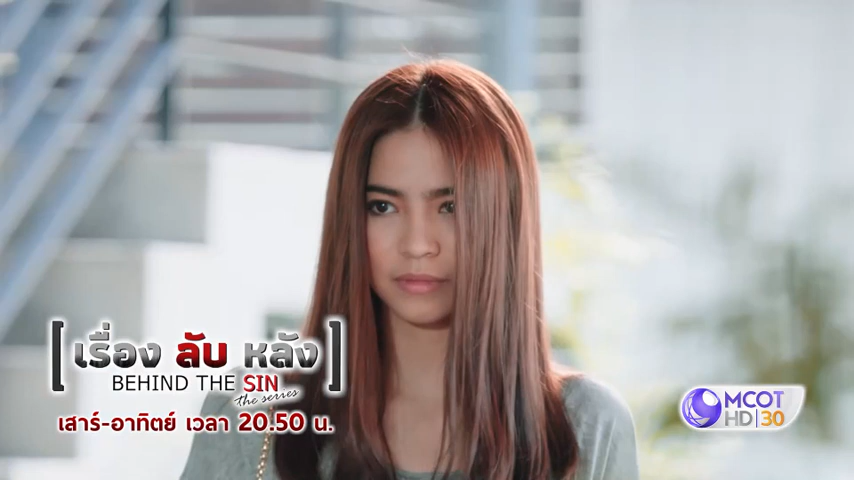 [เรื่อง ลับ หลัง]
BEHIND THE SIN
the series
เสาร์-อาทิตย์ เวลา 20.50 น.
MCOT
HD|30